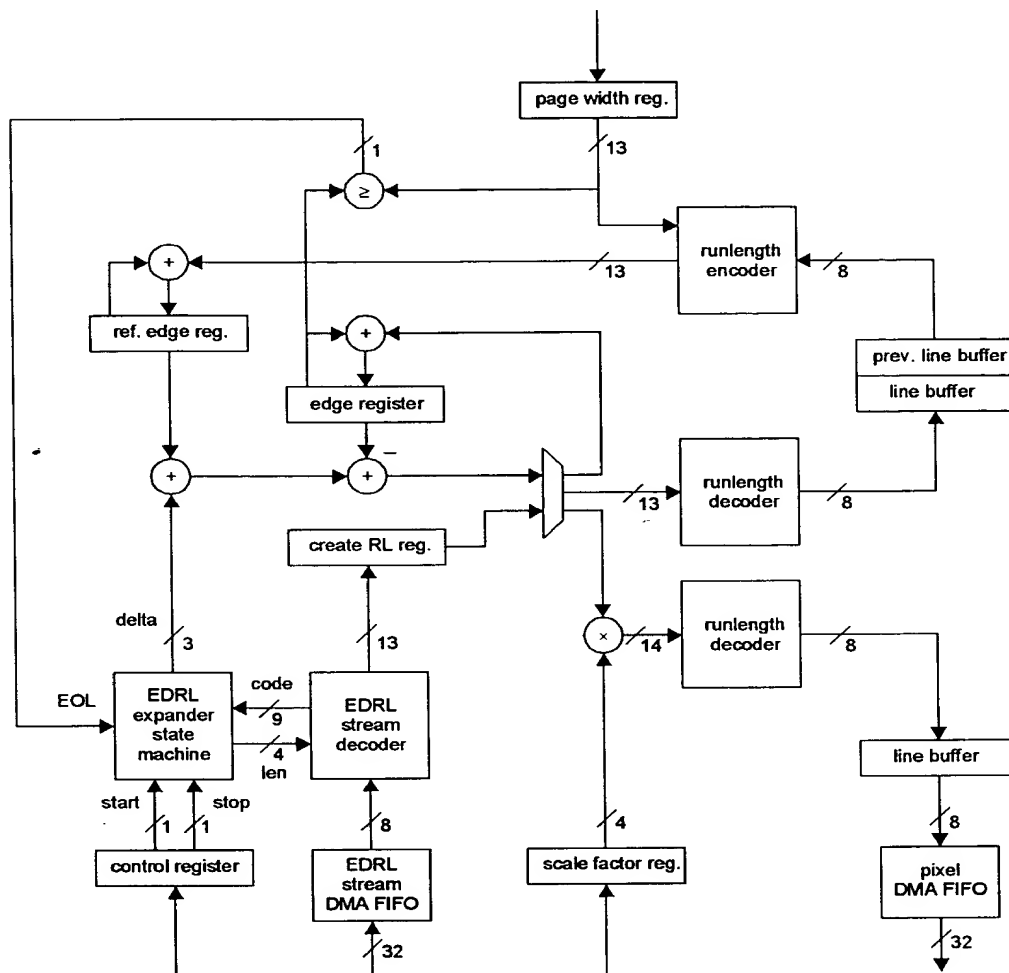 page width reg.
13
1
≥
runlength
encoder
13
8
+
ref. edge reg.
+
edge register
prev. line buffer
line buffer
+
+
−
13
runlength
decoder
8
create RL reg.
delta
3
13
×
14
runlength
decoder
8
EOL
EDRL
expander
state
machine
code
9
4
len
EDRL
stream
decoder
line buffer
start
1
1
stop
8
4
8
control register
EDRL
stream
DMA FIFO
scale factor reg.
pixel
DMA FIFO
32
32